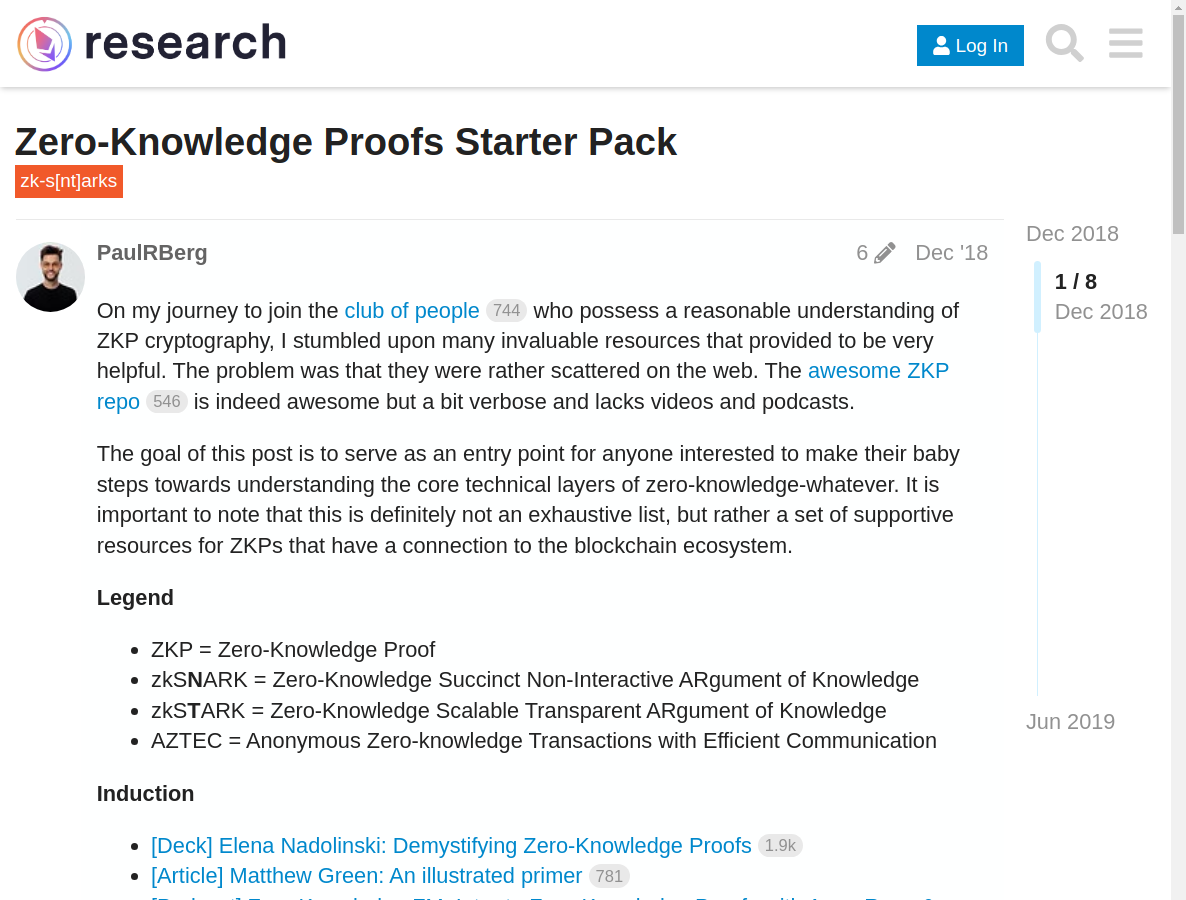 research
Log In
Zero-Knowledge Proofs Starter Pack
zk-s[nt]arks
Dec 2018
PaulRBerg
6
Dec '18
1 / 8
Dec 2018
On my journey to join the club of people 744 who possess a reasonable understanding of
ZKP cryptography, I stumbled upon many invaluable resources that provided to be very
helpful. The problem was that they were rather scattered on the web. The awesome ZKP
repo 546 is indeed awesome but a bit verbose and lacks videos and podcasts.
The goal of this post is to serve as an entry point for anyone interested to make their baby
steps towards understanding the core technical layers of zero-knowledge-whatever. It is
important to note that this is definitely not an exhaustive list, but rather a set of supportive
resources for ZKPs that have a connection to the blockchain ecosystem.
Legend
ZKP = Zero-Knowledge Proof
zkSNARK = Zero-Knowledge Succinct Non-Interactive ARgument of Knowledge
zkSTARK = Zero-Knowledge Scalable Transparent ARgument of Knowledge
AZTEC = Anonymous Zero-knowledge Transactions with Efficient Communication
Jun 2019
Induction
[Deck] Elena Nadolinski: Demystifying Zero-Knowledge Proofs 1.9k
[Article] Matthew Green: An illustrated primer 781